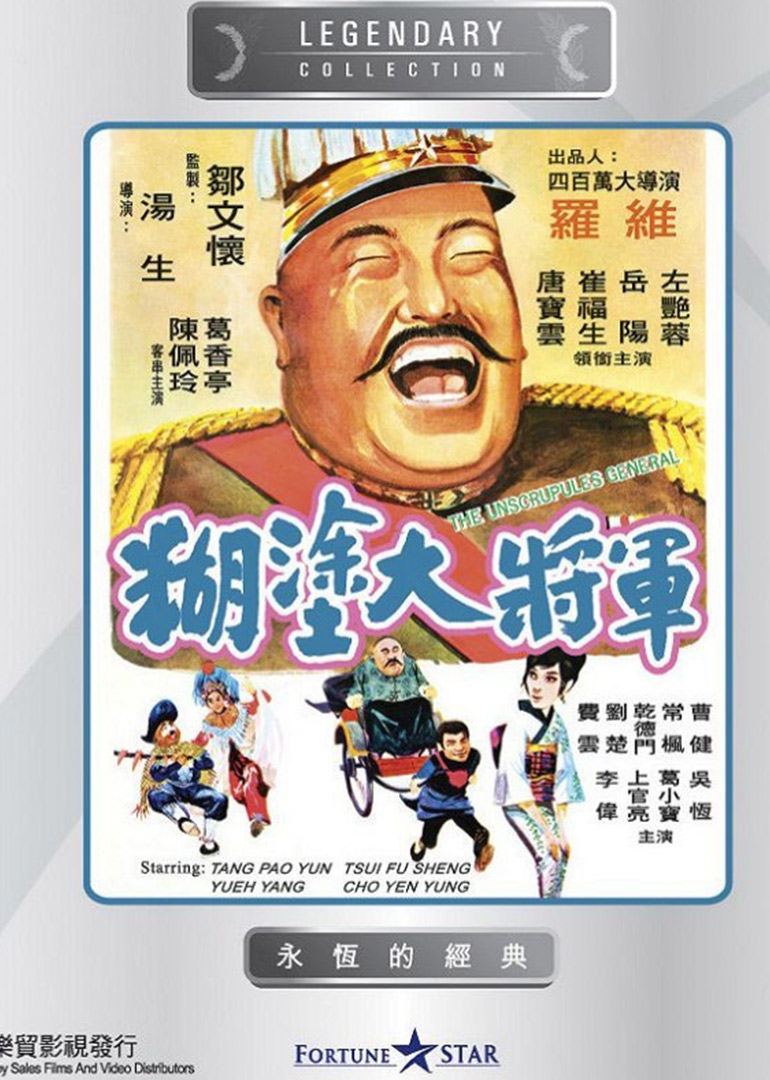 LEGENDARY
COLLECTION
出品人：
四百萬大導演
羅維
左艷蓉
岳陽
崔福生
唐寶雲
領銜主演
監製：
鄒文懷
導演：
湯生
葛香亭
陳佩玲
客串主演
THE UNSCRUPULES GENERAL
糊塗大將軍
曹健
常楓
乾德門
劉楚
費雲
吳恆
葛小寶
上官亮
李偉
主演
Starring: TANG PAO YUN TSUI FU SHENG
YUEH YANG CHO YEN YUNG
永恆的經典
樂貿影視發行
Sales Films And Video Distributors
FORTUNE STAR